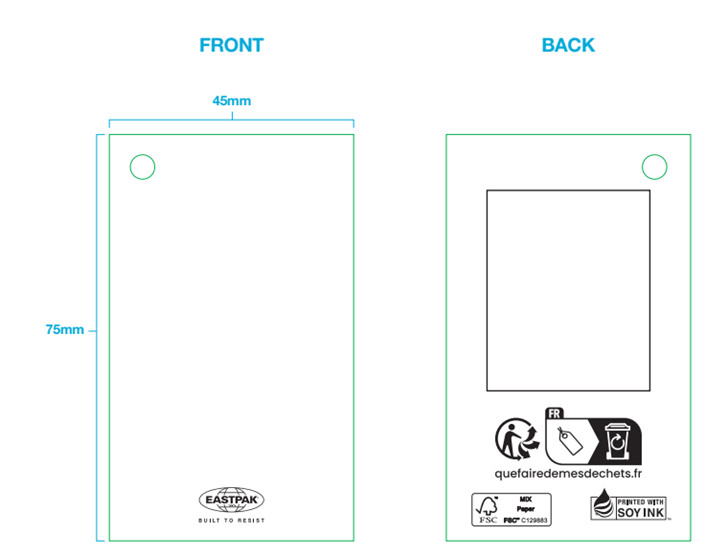 FRONT
BACK
45mm
75mm
EASTPAK
BUILT TO RESIST
FR
quefairedemesdechets.fr
FSC
MIX
Paper
FSC™ C129883
PRINTED WITH
SOY INK